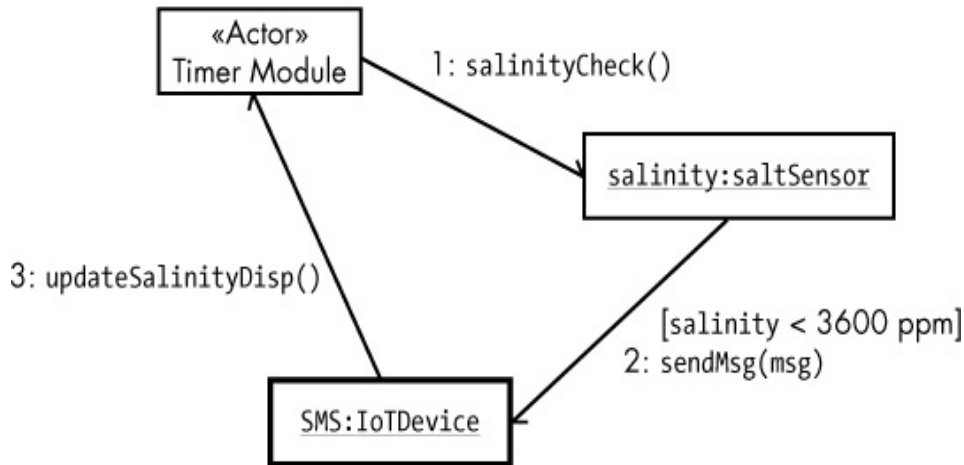 «Actor»
Timer Module
1: salinityCheck()
salinity:saltSensor
3: updateSalinityDisp()
[salinity < 3600 ppm]
2: sendMsg(msg)
SMS:IoTDevice